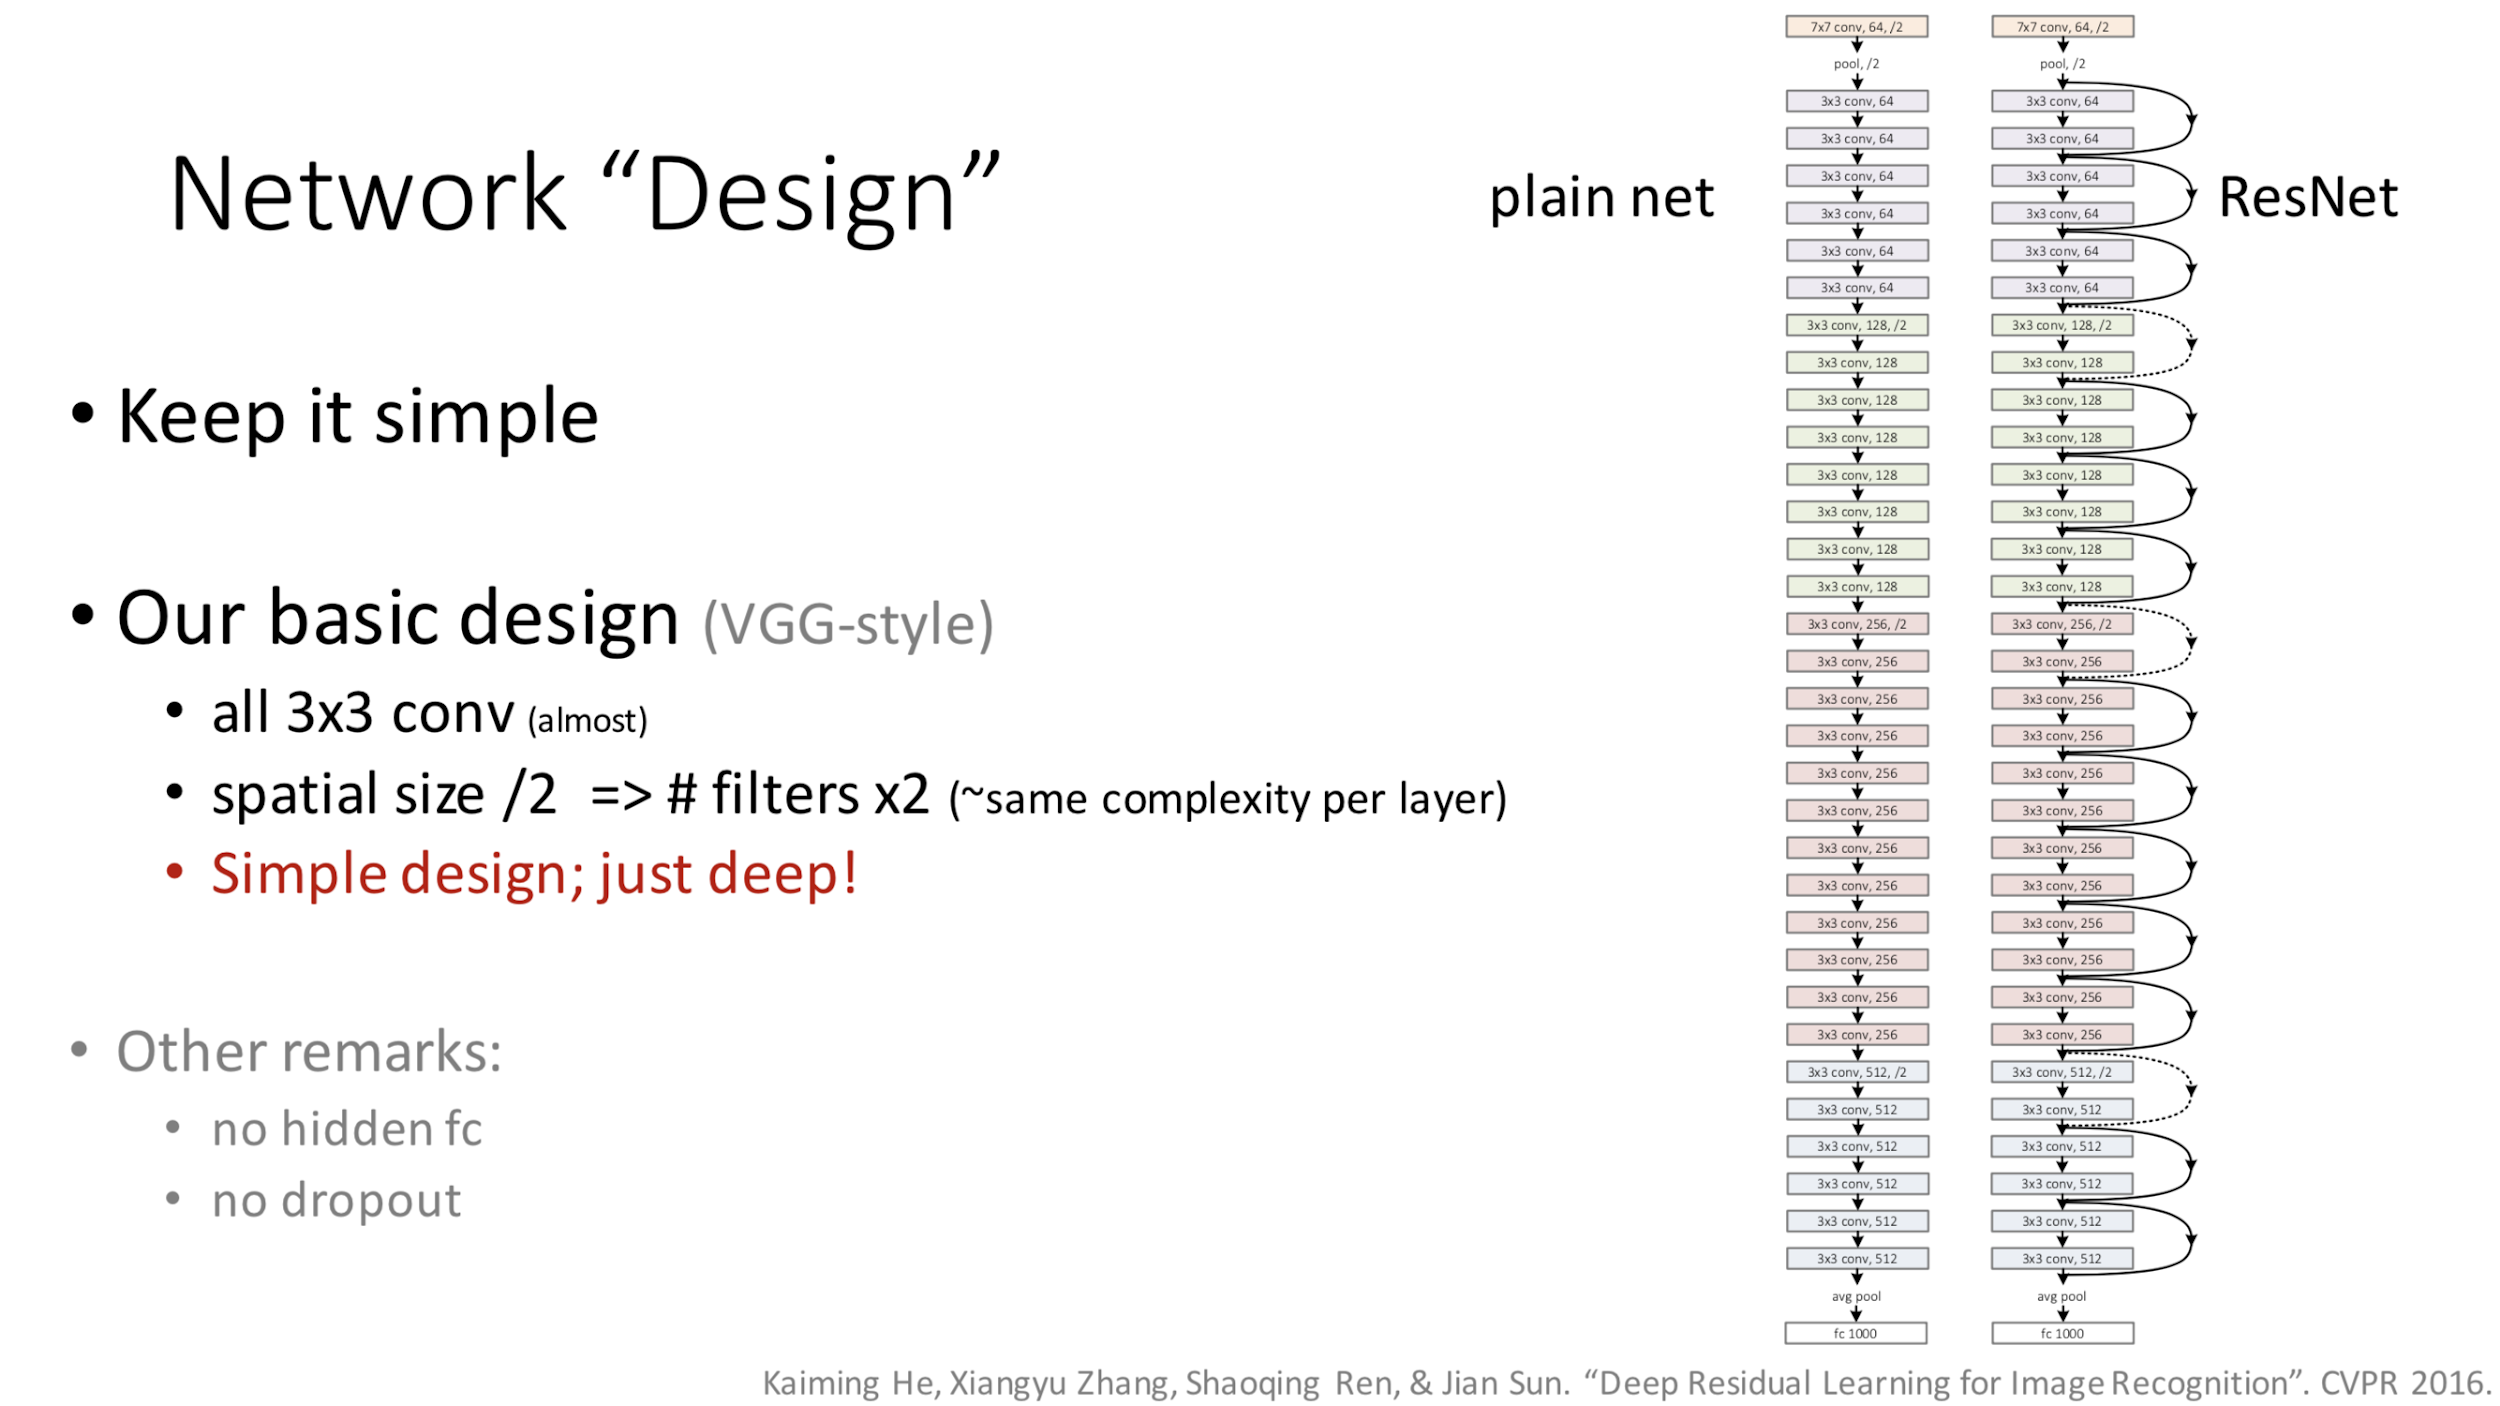 Network “Design”
• Keep it simple
• Our basic design (VGG-style)
• all 3x3 conv (almost)
• spatial size /2 => # filters x2 (~same complexity per layer)
• Simple design; just deep!
• Other remarks:
• no hidden fc
• no dropout
plain net
7x7 conv, 64, /2
pool, /2
3x3 conv, 64
3x3 conv, 64
3x3 conv, 64
3x3 conv, 64
3x3 conv, 64
3x3 conv, 64
3x3 conv, 128, /2
3x3 conv, 128
3x3 conv, 128
3x3 conv, 128
3x3 conv, 128
3x3 conv, 128
3x3 conv, 128
3x3 conv, 128
3x3 conv, 256, /2
3x3 conv, 256
3x3 conv, 256
3x3 conv, 256
3x3 conv, 256
3x3 conv, 256
3x3 conv, 256
3x3 conv, 256
3x3 conv, 256
3x3 conv, 256
3x3 conv, 256
3x3 conv, 256
3x3 conv, 512, /2
3x3 conv, 512
3x3 conv, 512
3x3 conv, 512
3x3 conv, 512
3x3 conv, 512
avg pool
fc 1000
ResNet
7x7 conv, 64, /2
pool, /2
3x3 conv, 64
3x3 conv, 64
3x3 conv, 64
3x3 conv, 64
3x3 conv, 64
3x3 conv, 64
3x3 conv, 128, /2
3x3 conv, 128
3x3 conv, 128
3x3 conv, 128
3x3 conv, 128
3x3 conv, 128
3x3 conv, 128
3x3 conv, 128
3x3 conv, 256, /2
3x3 conv, 256
3x3 conv, 256
3x3 conv, 256
3x3 conv, 256
3x3 conv, 256
3x3 conv, 256
3x3 conv, 256
3x3 conv, 256
3x3 conv, 256
3x3 conv, 256
3x3 conv, 256
3x3 conv, 512, /2
3x3 conv, 512
3x3 conv, 512
3x3 conv, 512
3x3 conv, 512
3x3 conv, 512
avg pool
fc 1000
Kaiming He, Xiangyu Zhang, Shaoqing Ren, & Jian Sun. “Deep Residual Learning for Image Recognition”. CVPR 2016.